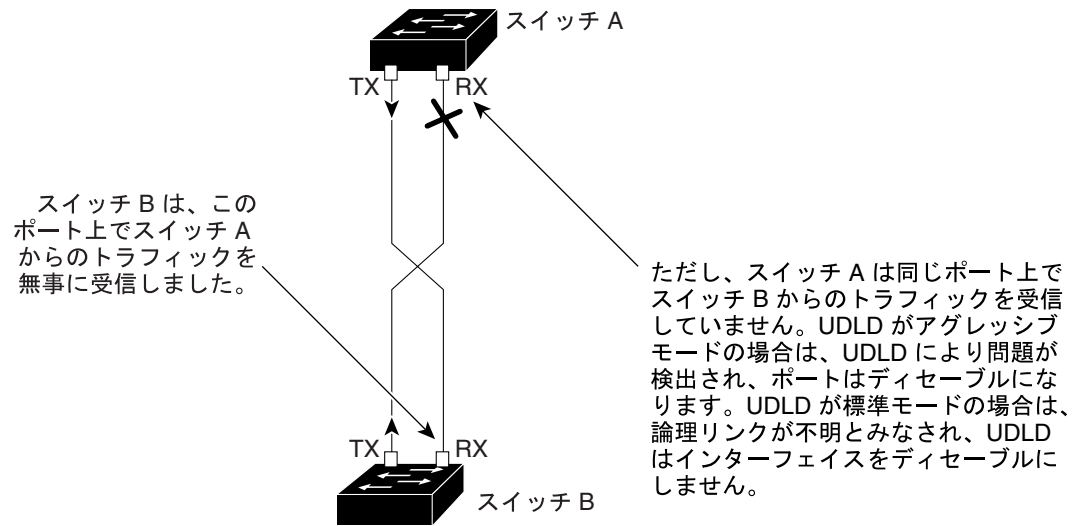 スイッチ A
TX
RX
スイッチ B は、この
ポート上でスイッチ A
からのトラフィックを
無事に受信しました。
ただし、スイッチ A は同じポート上で
スイッチ B からのトラフィックを受信
していません。UDLD がアグレッシブ
モードの場合は、UDLD により問題が
検出され、ポートはディセーブルにな
ります。UDLD が標準モードの場合は、
論理リンクが不明とみなされ、UDLD
はインターフェイスをディセーブルに
しません。
TX
RX
スイッチ B